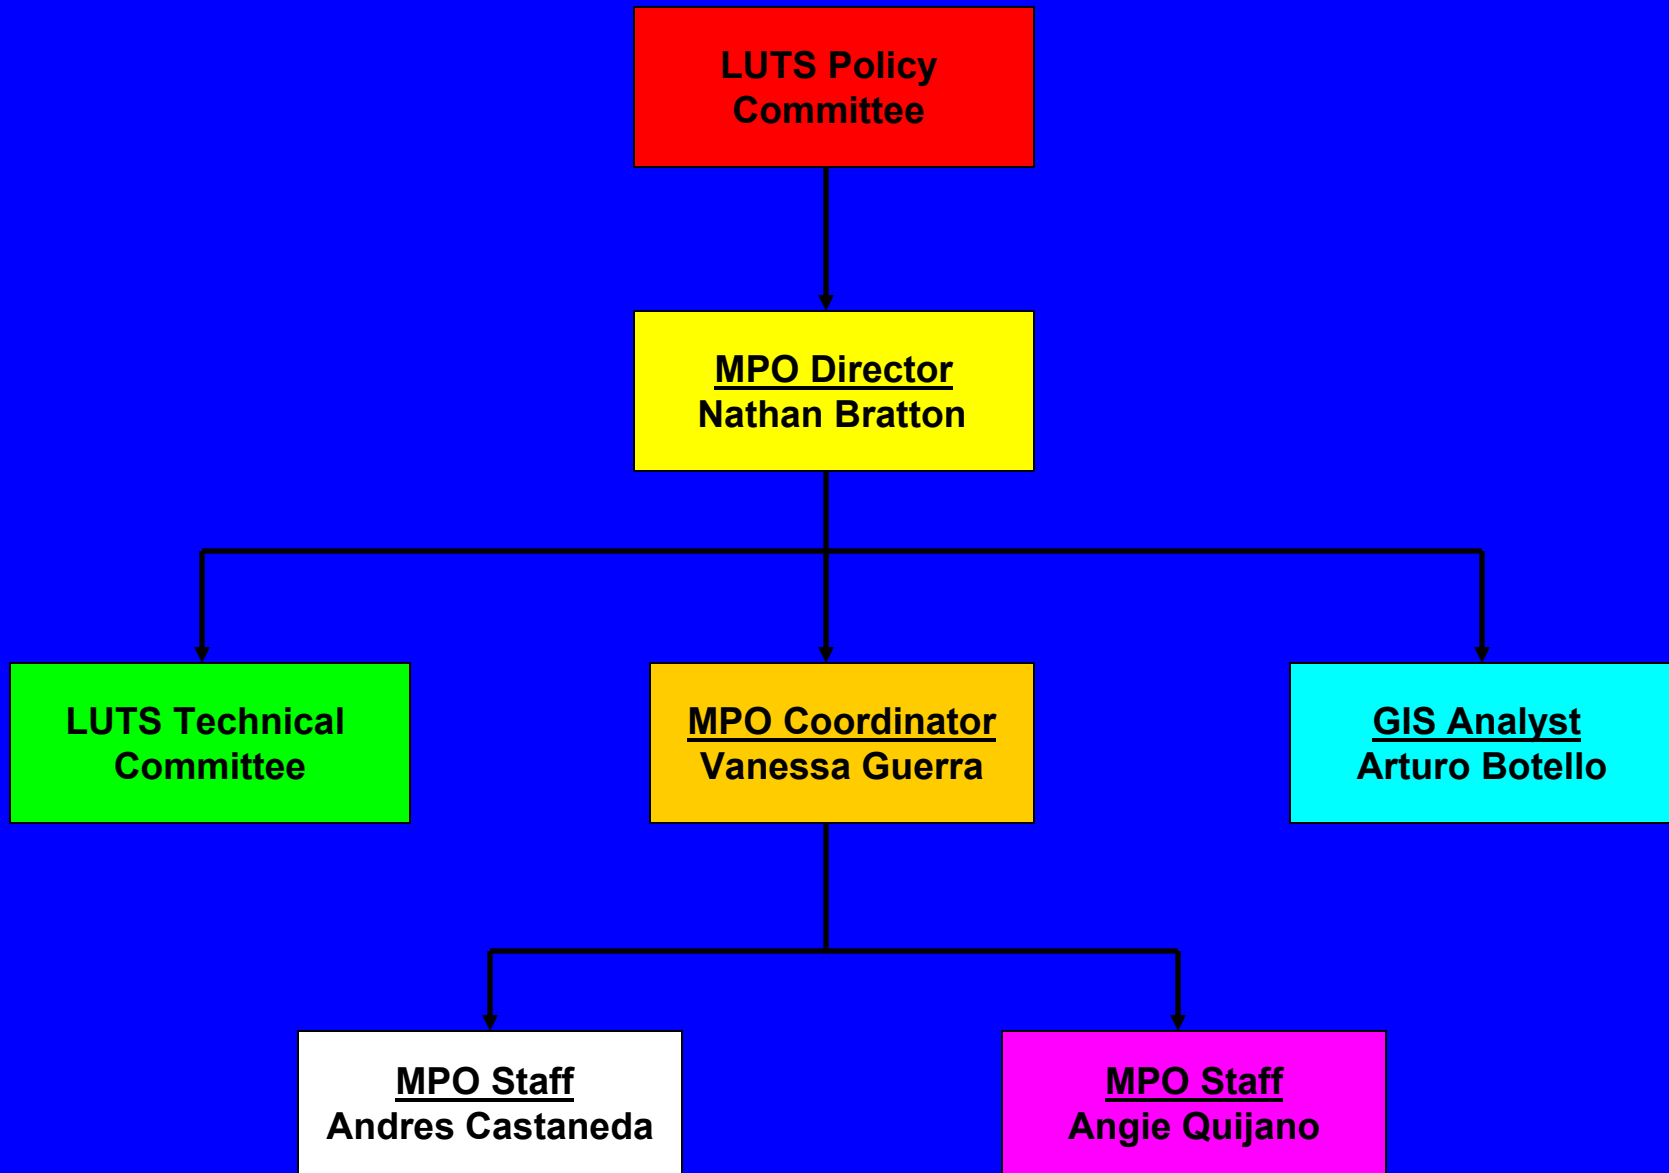 LUTS Policy
Committee
MPO Director
Nathan Bratton
LUTS Technical
Committee
MPO Coordinator
Vanessa Guerra
GIS Analyst
Arturo Botello
MPO Staff
Andres Castaneda
MPO Staff
Angie Quijano